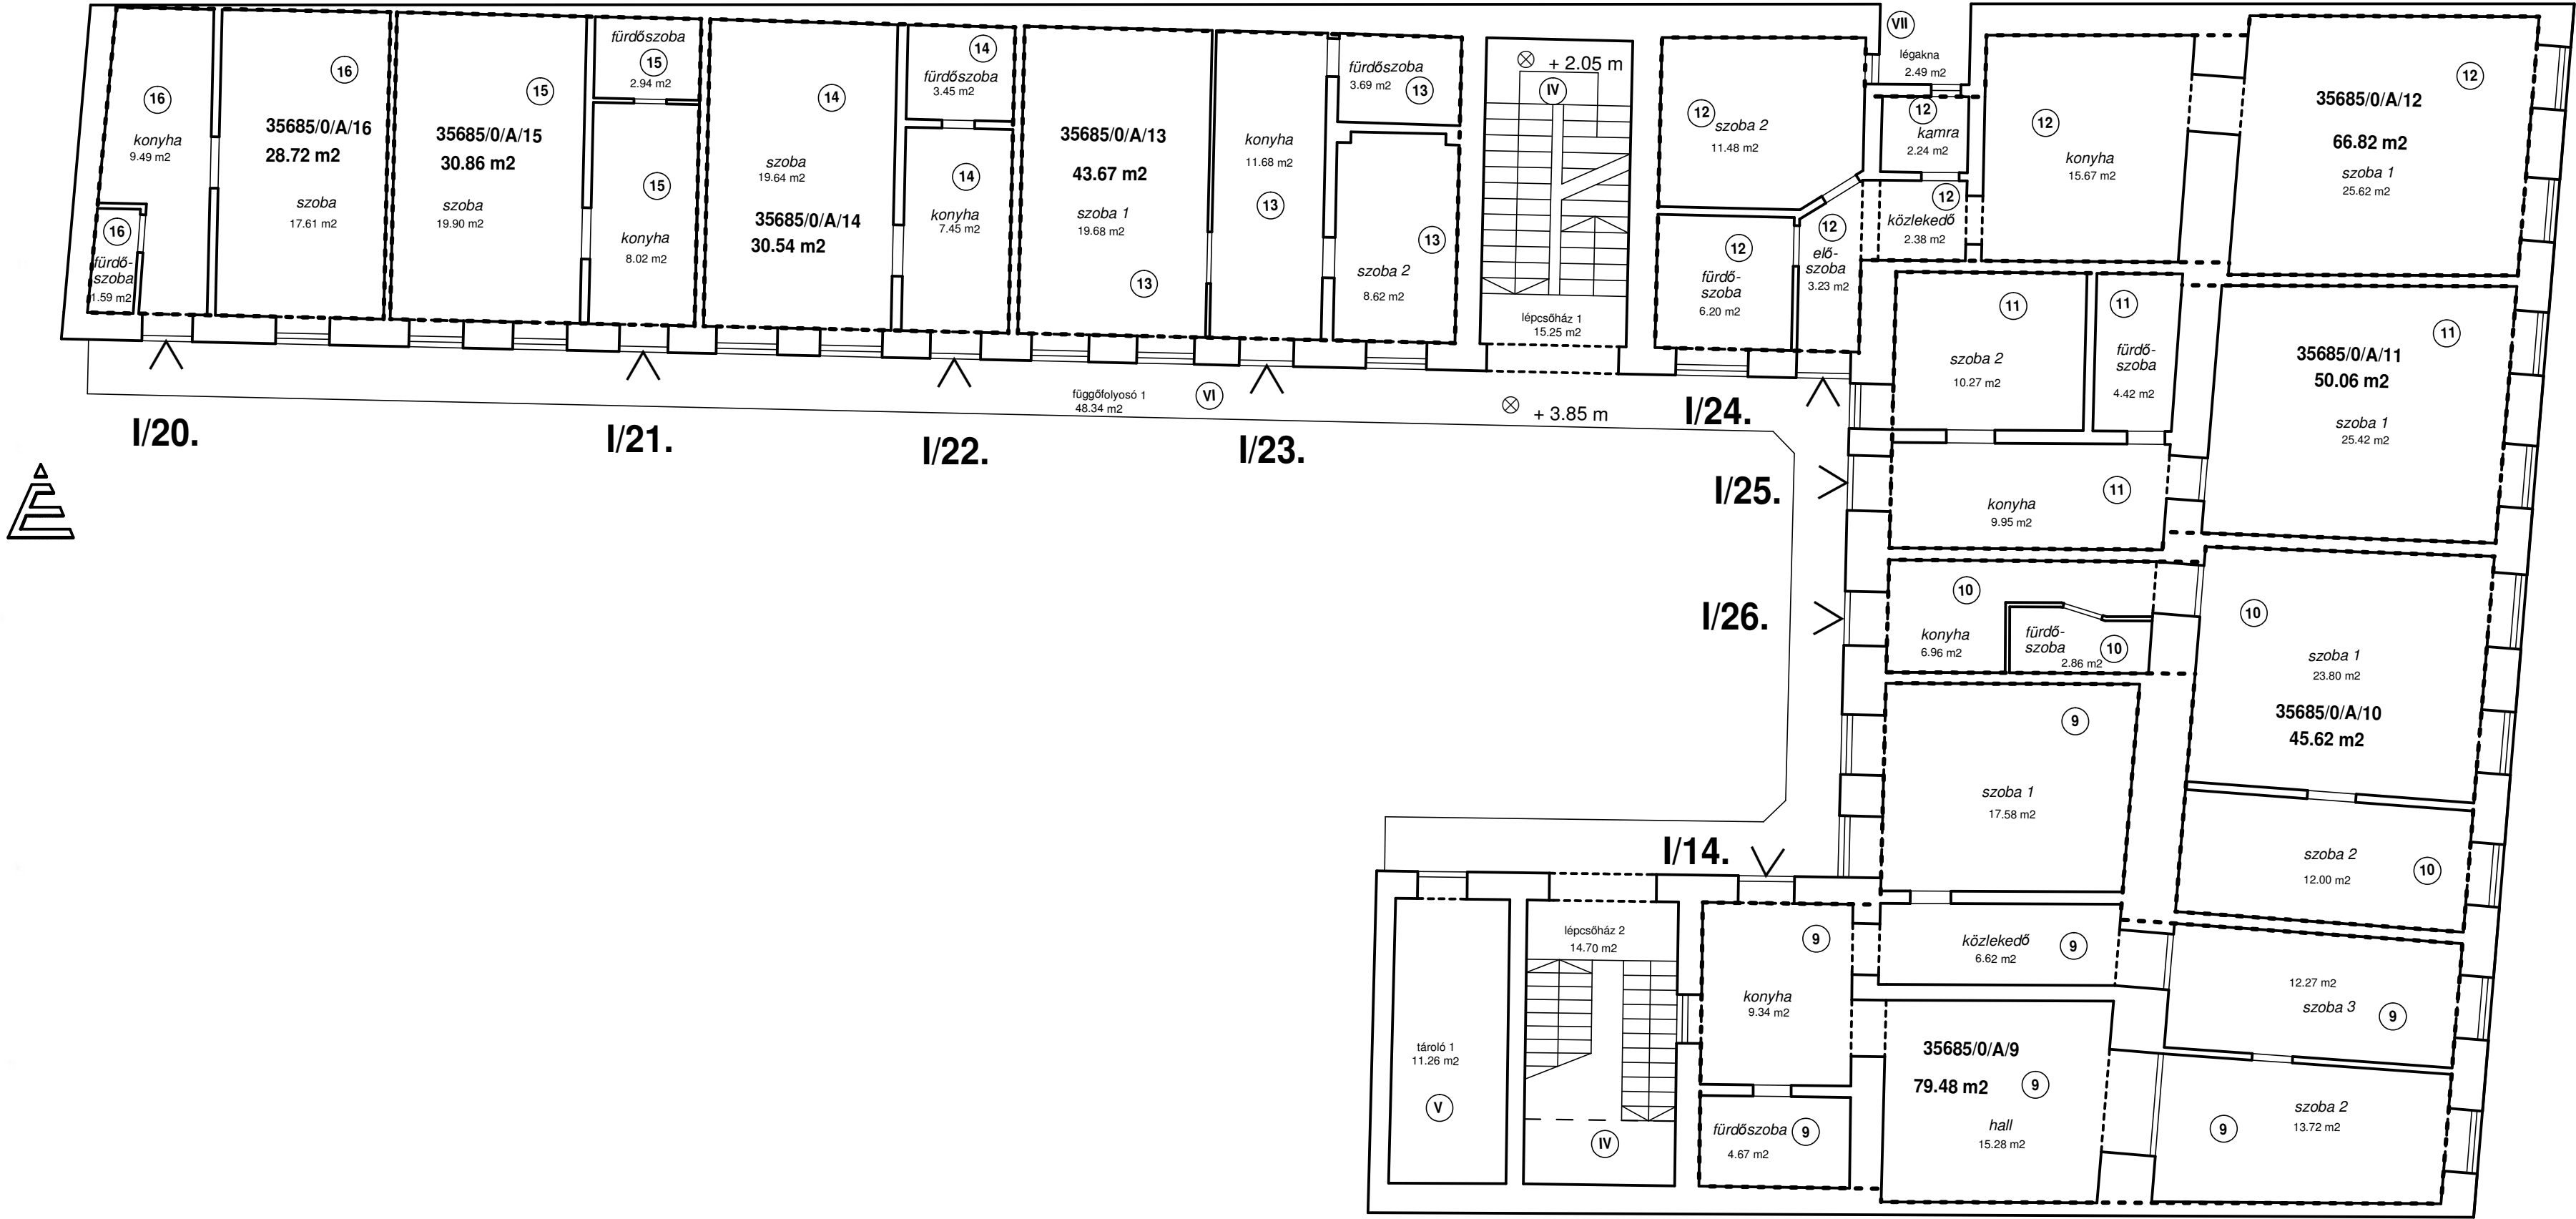 16
konyha
9.49 m2
16
fürdő-
szoba
1.59 m2
16
35685/0/A/16
28.72 m2
szoba
17.61 m2
15
35685/0/A/15
30.86 m2
szoba
19.90 m2
fürdőszoba
15
2.94 m2
15
konyha
8.02 m2
14
szoba
19.64 m2
35685/0/A/14
30.54 m2
14
fürdőszoba
3.45 m2
14
konyha
7.45 m2
35685/0/A/13
43.67 m2
szoba 1
19.68 m2
13
konyha
11.68 m2
13
fürdőszoba
3.69 m2
13
13
szoba 2
8.62 m2
+ 2.05 m
IV
lépcsőház 1
15.25 m2
12
szoba 2
11.48 m2
12
fürdő-
szoba
6.20 m2
12
elő-
szoba
3.23 m2
VII
légakna
2.49 m2
12
kamra
2.24 m2
12
közlekedő
2.38 m2
12
konyha
15.67 m2
12
35685/0/A/12
66.82 m2
szoba 1
25.62 m2
függőfolyosó 1
48.34 m2
VI
+ 3.85 m
I/20.
I/21.
I/22.
I/23.
I/24.
I/25.
I/26.
I/14.
11
szoba 2
10.27 m2
11
fürdő-
szoba
4.42 m2
11
35685/0/A/11
50.06 m2
szoba 1
25.42 m2
11
konyha
9.95 m2
10
konyha
6.96 m2
fürdő-
szoba
10
2.86 m2
10
szoba 1
23.80 m2
35685/0/A/10
45.62 m2
szoba 2
12.00 m2
10
9
szoba 1
17.58 m2
közlekedő
6.62 m2
9
12.27 m2
szoba 3
9
tároló 1
11.26 m2
V
lépcsőház 2
14.70 m2
IV
9
konyha
9.34 m2
fürdőszoba
9
4.67 m2
35685/0/A/9
79.48 m2
9
hall
15.28 m2
szoba 2
13.72 m2
9